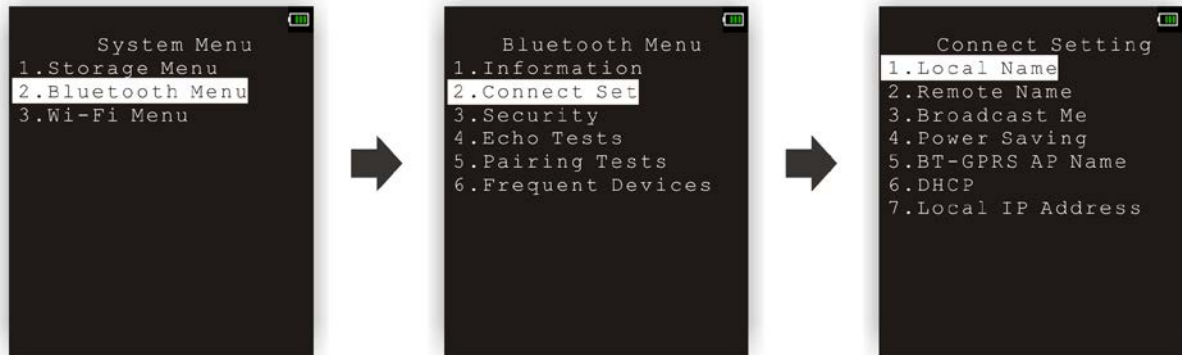 System Menu
1.Storage Menu
2.Bluetooth Menu
3.Wi-Fi Menu
Bluetooth Menu
1.Information
2.Connect Set
3.Security
4.Echo Tests
5.Pairing Tests
6.Frequent Devices
Connect Setting
1.Local Name
2.Remote Name
3.Broadcast Me
4.Power Saving
5.BT-GPRS AP Name
6.DHCP
7.Local IP Address